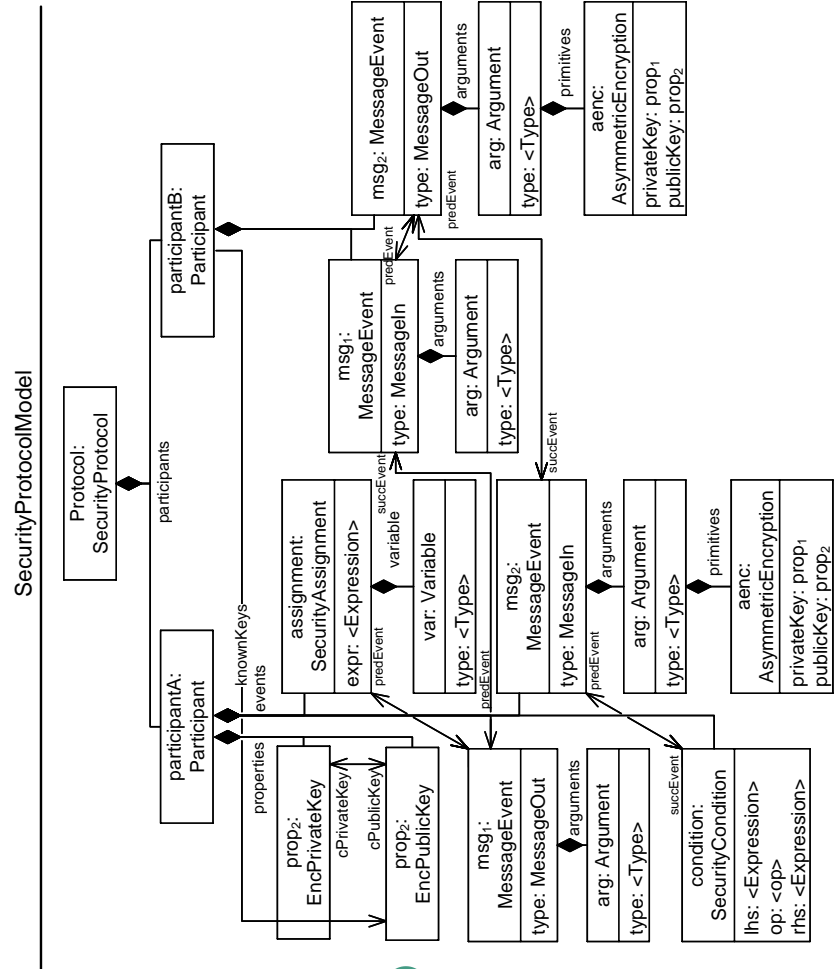 SecurityProtocolModel
Protocol:
SecurityProtocol
participants
participantA:
Participant
participantB:
Participant
properties
knownKeys
events
prop₂:
EncPrivateKey
cPrivateKey
cPublicKey
prop₂:
EncPublicKey
assignment:
SecurityAssignment
expr: <Expression>
predEvent
variable
var: Variable
type: <Type>
succEvent
msg₁:
MessageEvent
type: MessageIn
predEvent
arguments
arg: Argument
type: <Type>
msg₂: MessageEvent
type: MessageOut
predEvent
arguments
arg: Argument
type: <Type>
primitives
aenc:
AsymmetricEncryption
privateKey: prop₁
publicKey: prop₂
msg₁:
MessageEvent
type: MessageOut
predEvent
arguments
arg: Argument
type: <Type>
succEvent
msg₂:
MessageEvent
type: MessageIn
predEvent
arguments
arg: Argument
type: <Type>
primitives
aenc:
AsymmetricEncryption
privateKey: prop₁
publicKey: prop₂
succEvent
condition:
SecurityCondition
lhs: <Expression>
op: <op>
rhs: <Expression>